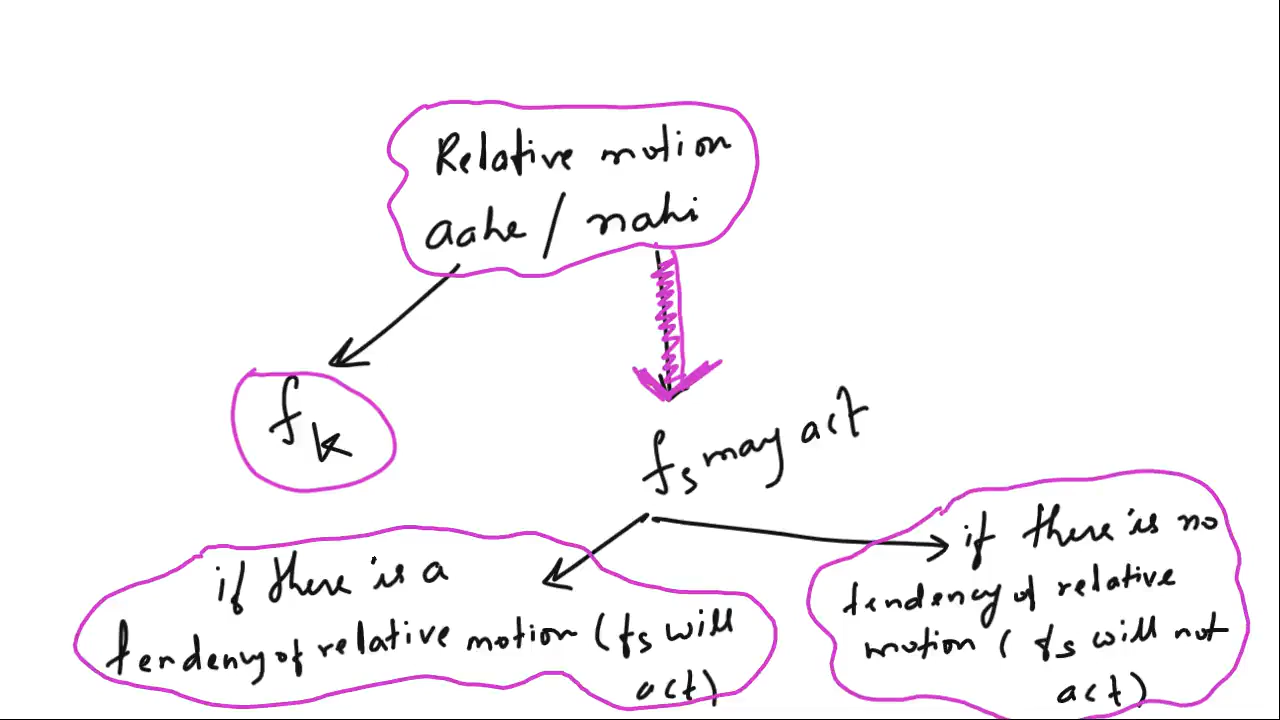 Relative motion
aahe / nahi
fk
fs may act
if there is a
tendency of relative motion (fs will
act)
if there is no
tendency of relative
motion ( fs will not
act)